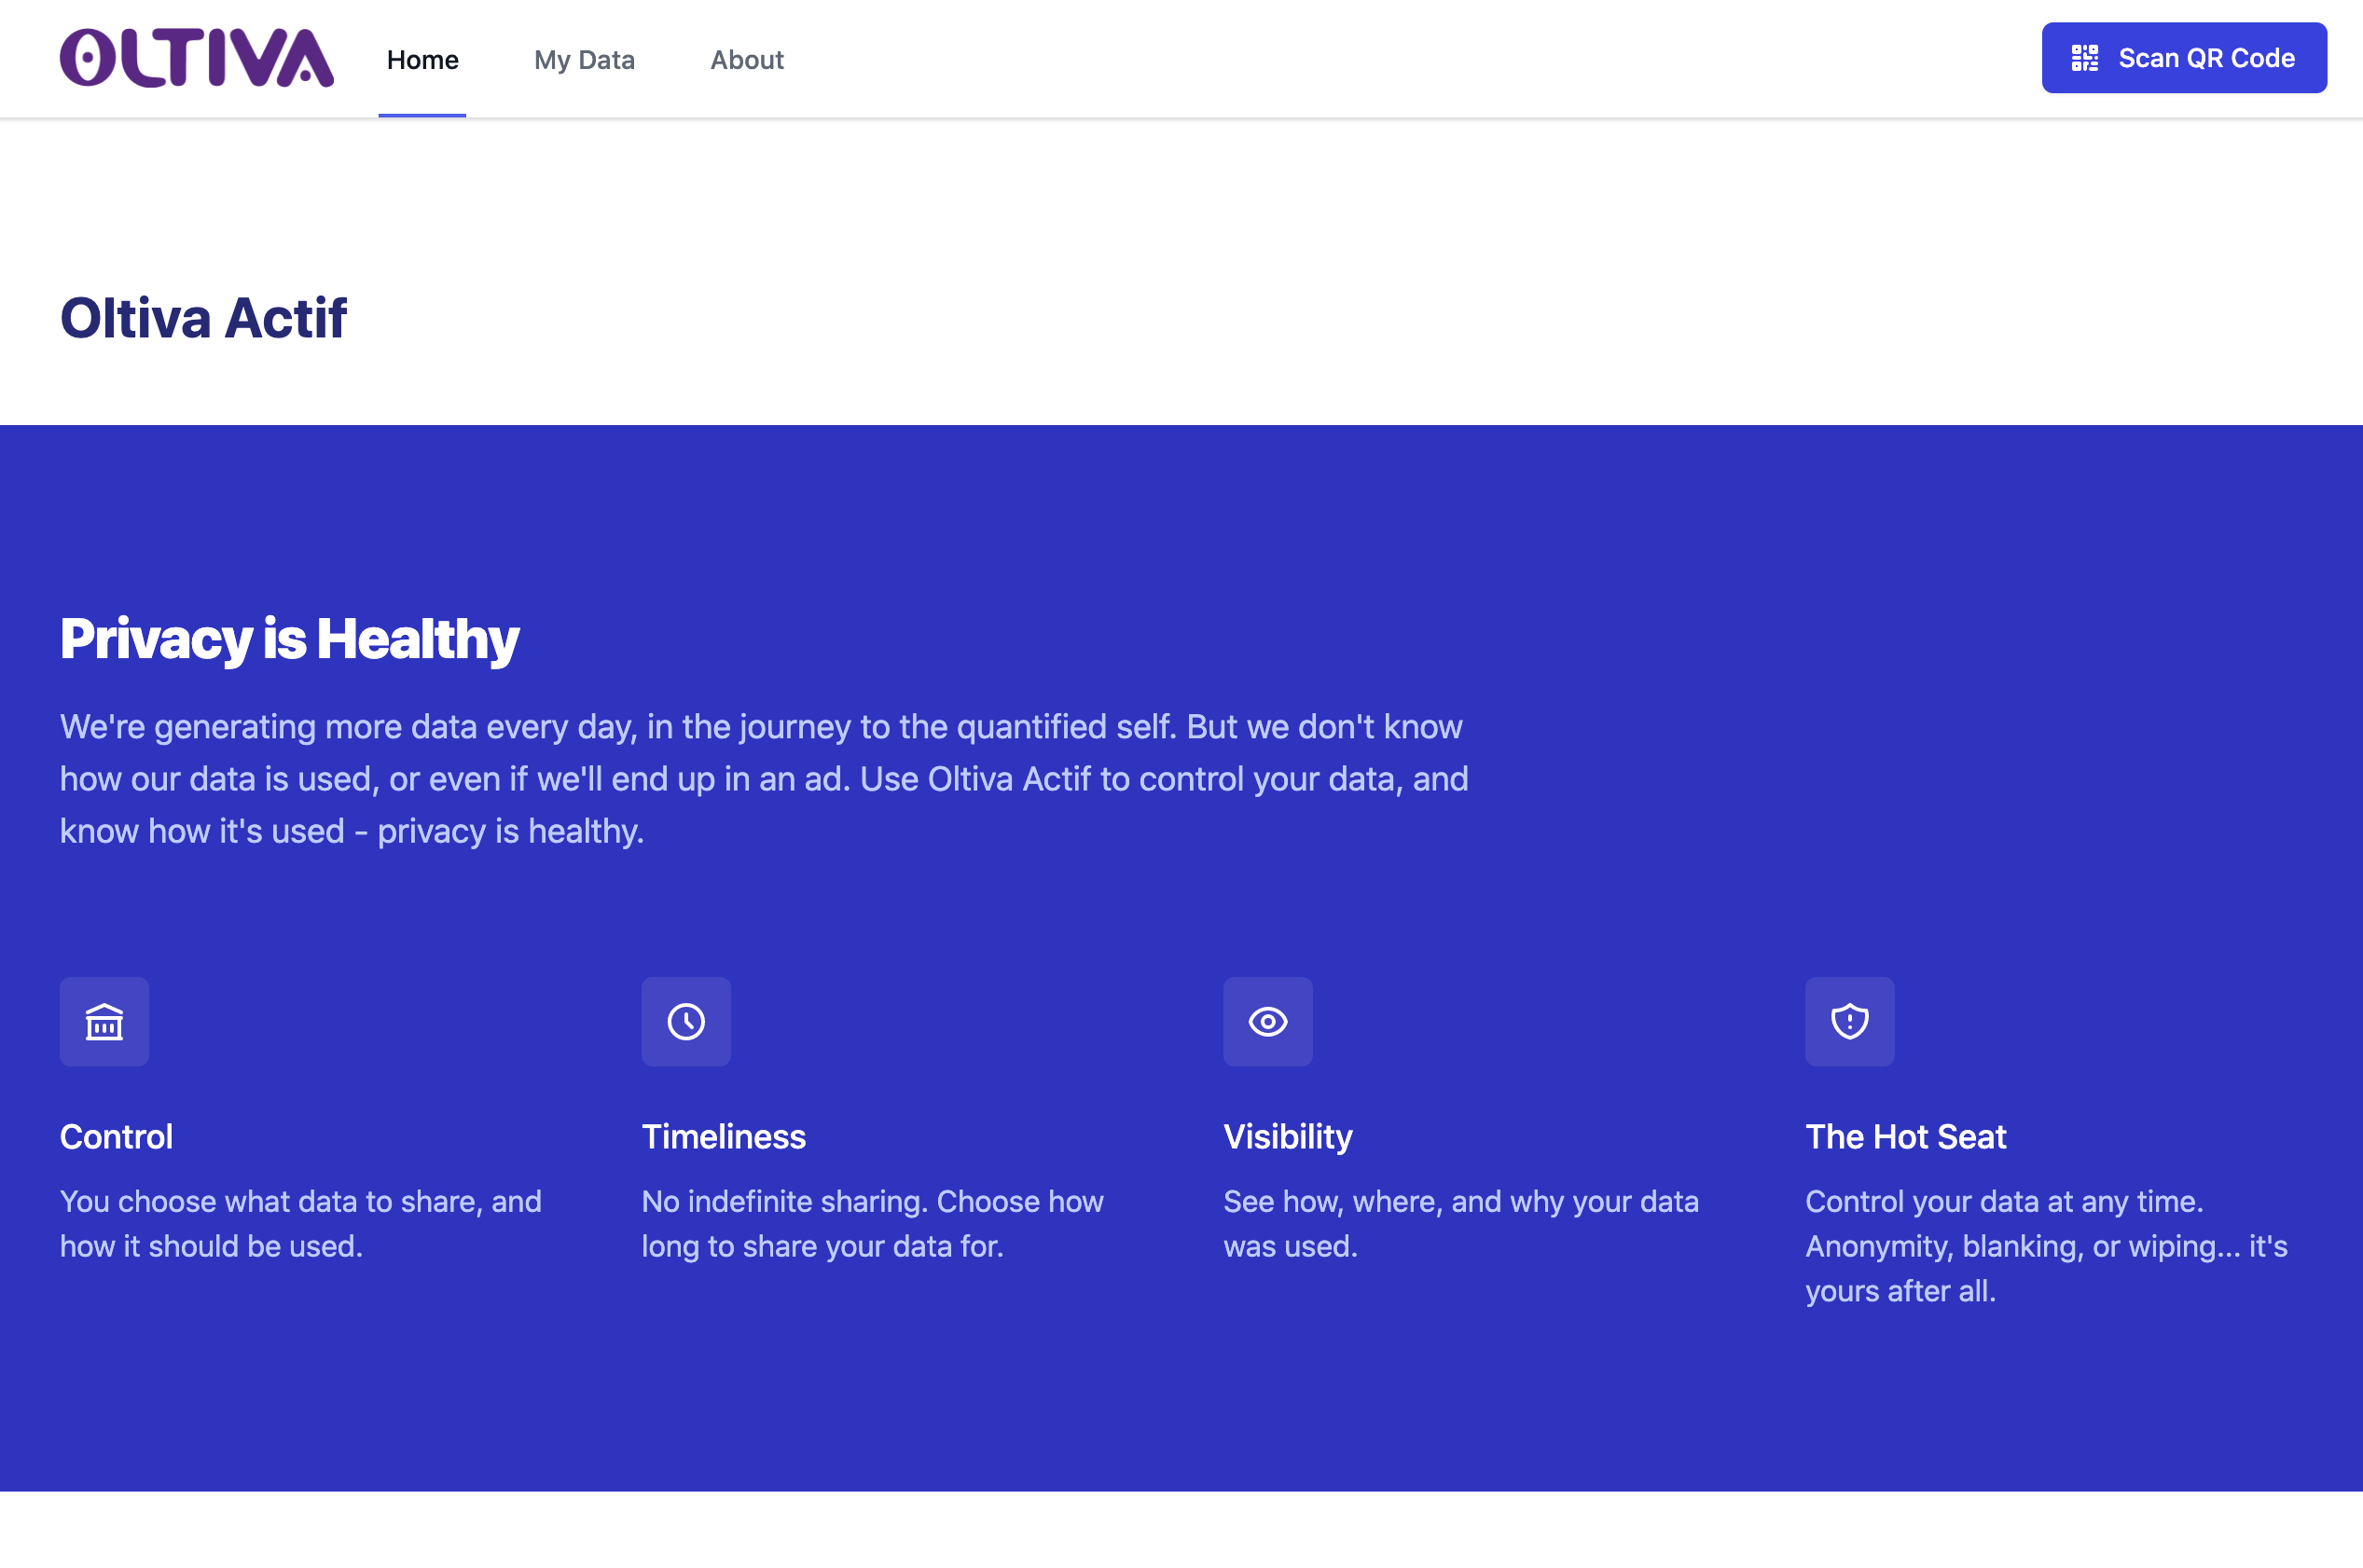 OLTIVA
Home
My Data
About
Scan QR Code
Oltiva Actif
Privacy is Healthy
We're generating more data every day, in the journey to the quantified self. But we don't know
how our data is used, or even if we'll end up in an ad. Use Oltiva Actif to control your data, and
know how it's used - privacy is healthy.
Control
You choose what data to share, and
how it should be used.
Timeliness
No indefinite sharing. Choose how
long to share your data for.
Visibility
See how, where, and why your data
was used.
The Hot Seat
Control your data at any time.
Anonymity, blanking, or wiping... it's
yours after all.